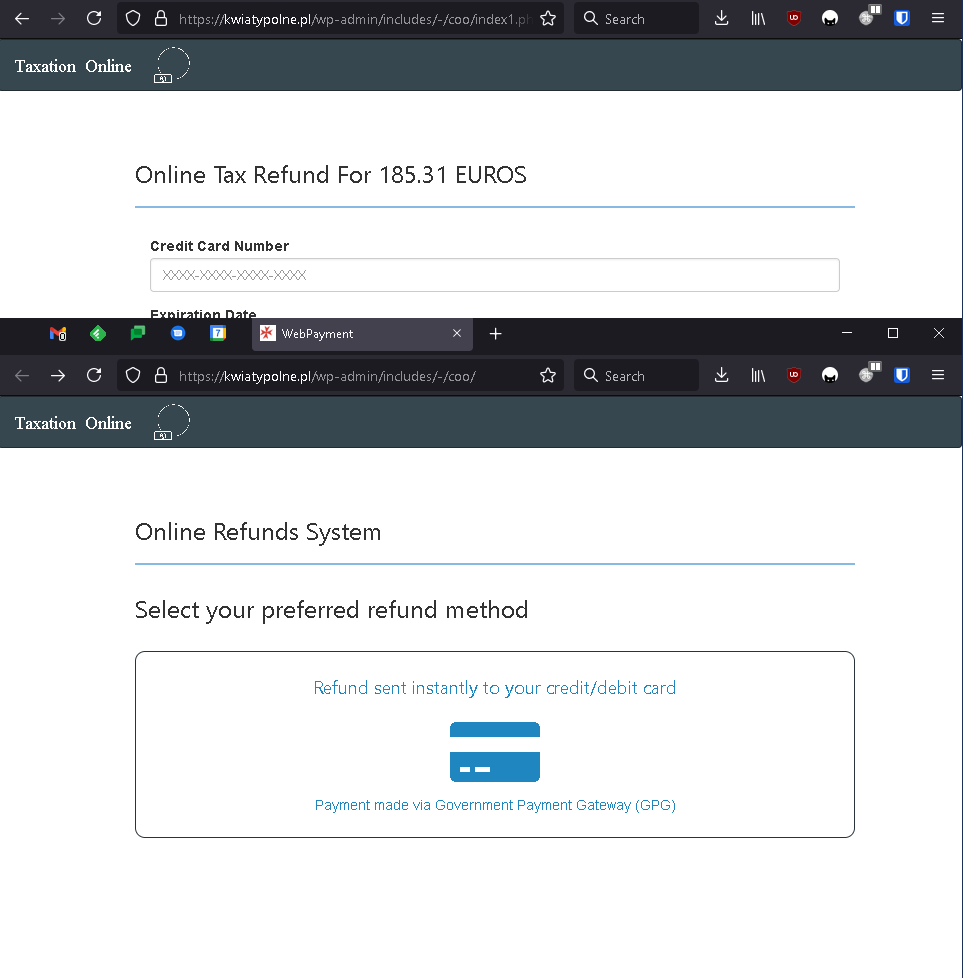 https://kwiatypolne.pl/wp-admin/includes/-/coo/index1.ph
Search
Taxation Online
Online Tax Refund For 185.31 EUROS
Credit Card Number
XXXX-XXXX-XXXX-XXXX
Expiration Date
WebPayment
https://kwiatypolne.pl/wp-admin/includes/-/coo/
Search
Taxation Online
Online Refunds System
Select your preferred refund method
Refund sent instantly to your credit/debit card
Payment made via Government Payment Gateway (GPG)